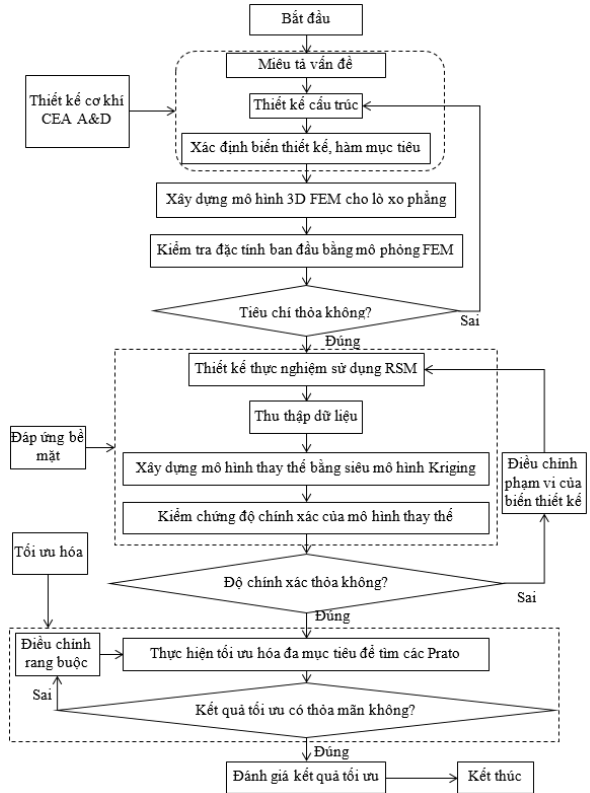 Bắt đầu
Miêu tả vấn đề
Thiết kế cơ khí
CEA A&D
Thiết kế cấu trúc
Xác định biến thiết kế, hàm mục tiêu
Xây dựng mô hình 3D FEM cho lò xo phẳng
Kiểm tra đặc tính ban đầu bằng mô phỏng FEM
Tiêu chí thỏa không?
Sai
Đúng
Thiết kế thực nghiệm sử dụng RSM
Thu thập dữ liệu
Đáp ứng bề
mặt
Xây dựng mô hình thay thế bằng siêu mô hình Kriging
Điều chỉnh
phạm vi của
biến thiết kế
Kiểm chứng độ chính xác của mô hình thay thế
Tối ưu hóa
Độ chính xác thỏa không?
Sai
Đúng
Điều chỉnh
rang buộc
Thực hiện tối ưu hóa đa mục tiêu để tìm các Prato
Sai
Kết quả tối ưu có thỏa mãn không?
Đúng
Đánh giá kết quả tối ưu
Kết thúc